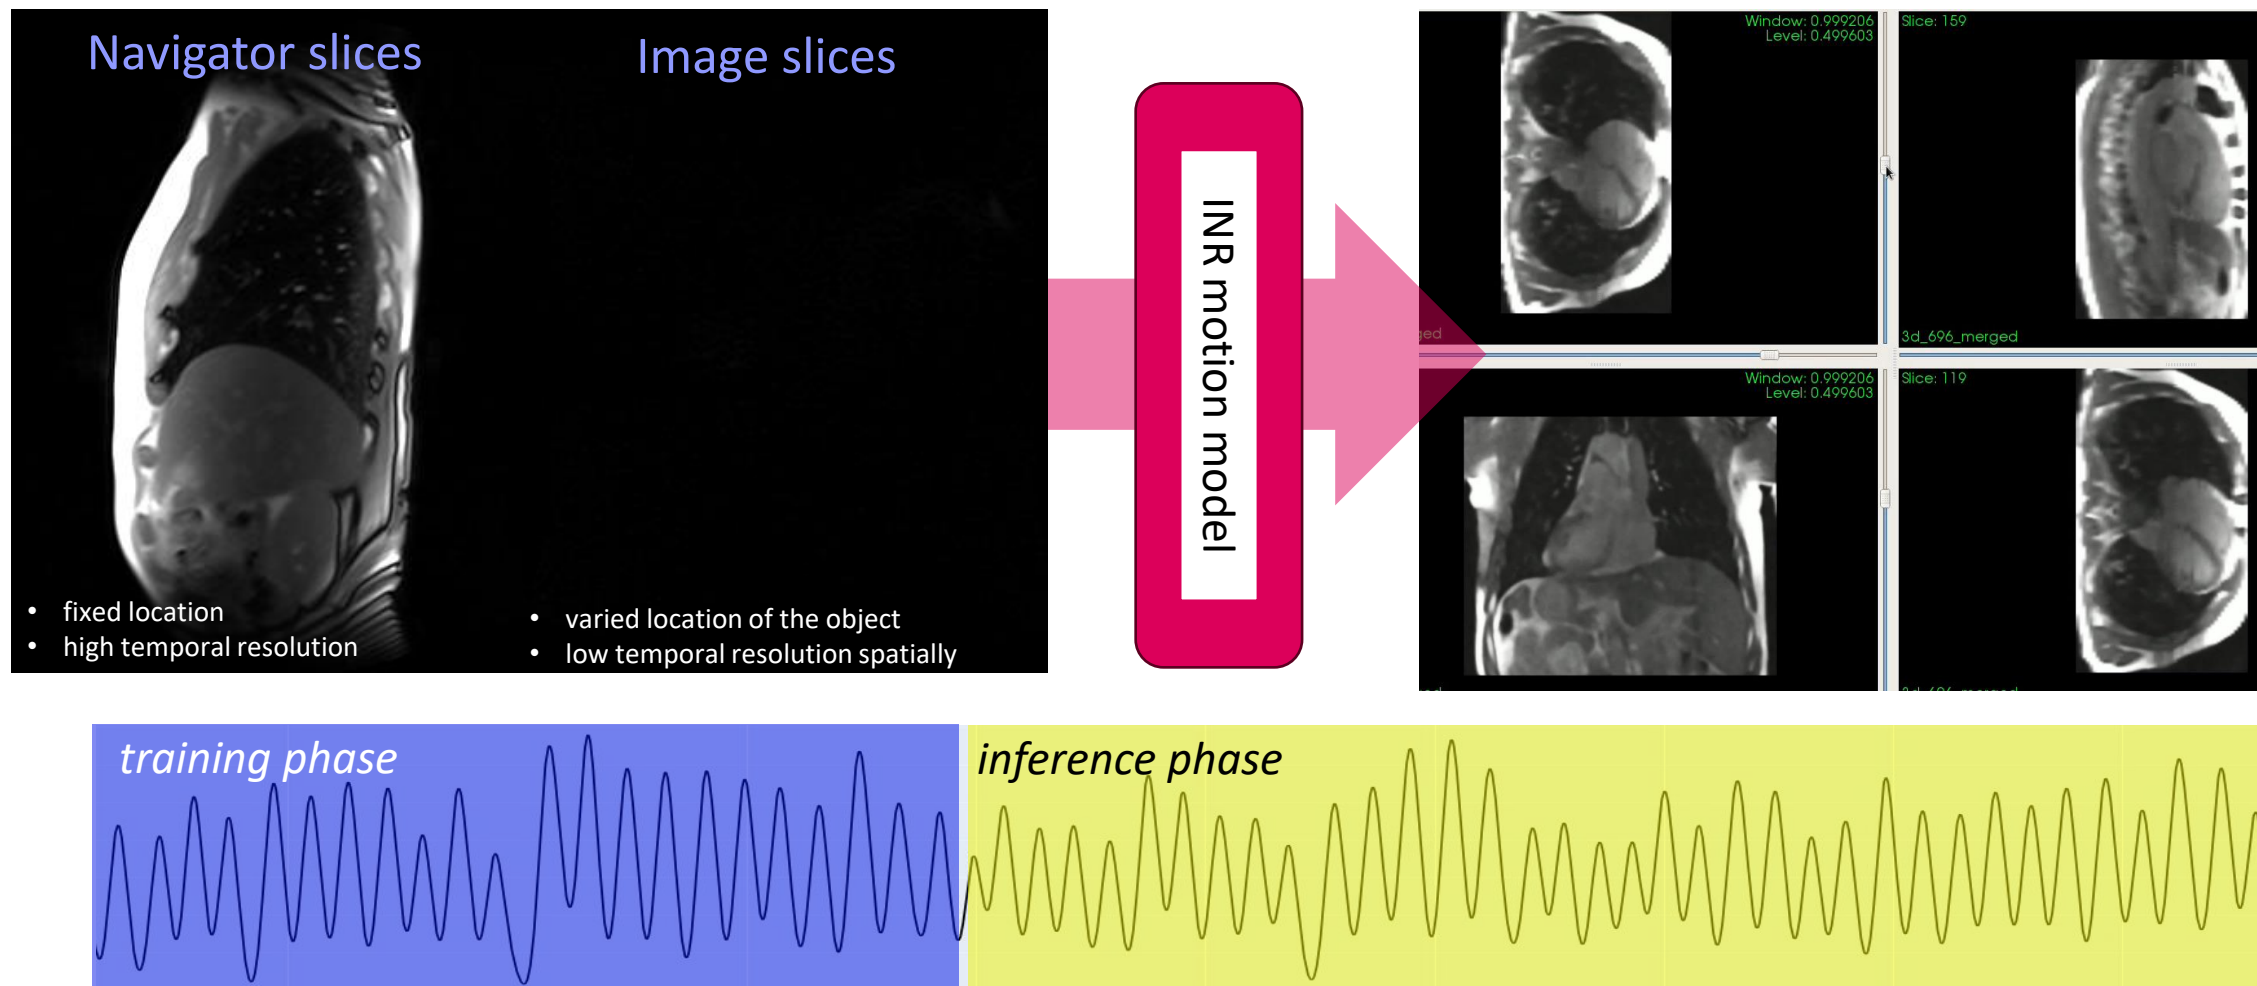 Navigator slices
Image slices
• fixed location
• high temporal resolution
• varied location of the object
• low temporal resolution spatially
INR motion model
Window: 0.999206
Level: 0.499603
Slice: 159
3d_696_merged
Window: 0.999206
Level: 0.499603
Slice: 119
3d_696_merged
training phase
inference phase